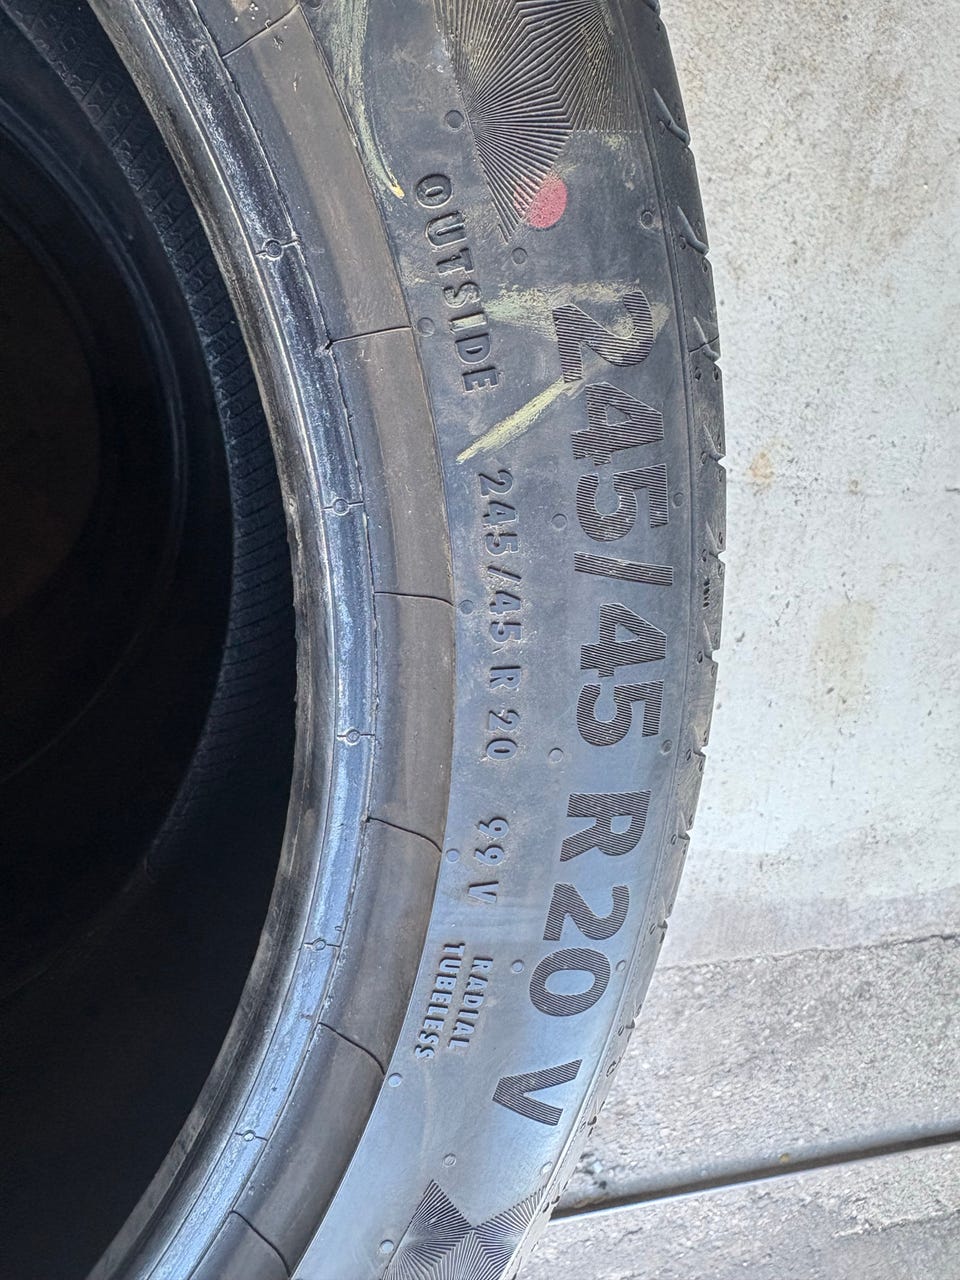 OUTSIDE
245/45 R 20 99 V
RADIAL
TUBELESS
245/45 R20 V